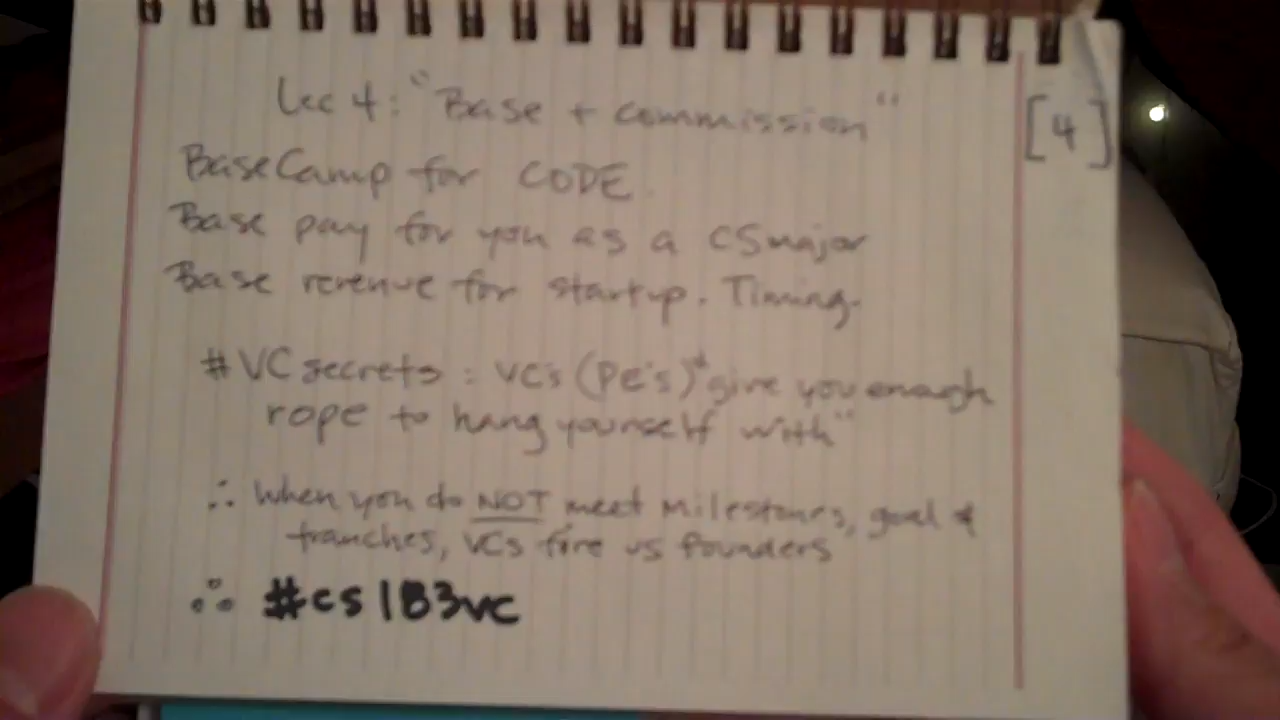 Lec 4: "Base + commission"
[4]
BaseCamp for CODE.
Base pay for you as a CS major
Base revenue for startup. Timing.
#VCsecrets: VCs (PE's)" give you enough
rope to hang yourself with"
∴ when you do NOT meet milestones, goal &
tranches, VCs fire us founders
∴ #cs183vc